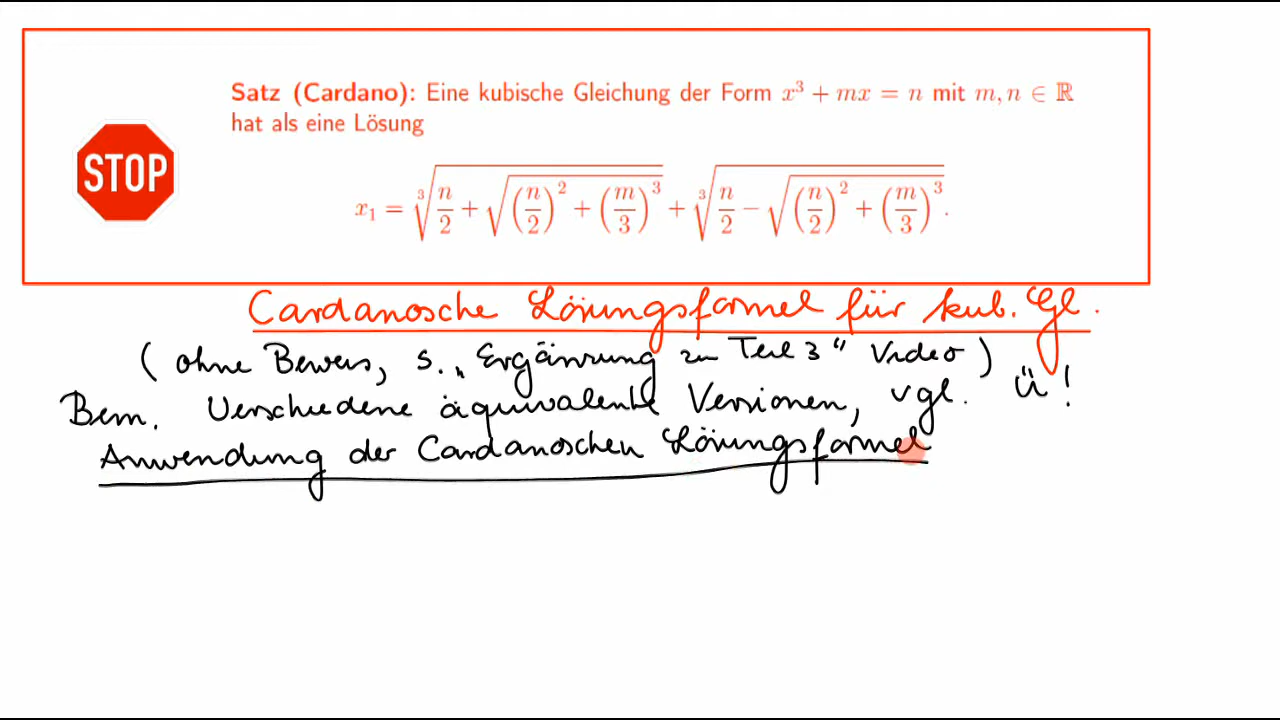 Satz (Cardano): Eine kubische Gleichung der Form x³ + mx = n mit m, n ∈ ℝ
hat als eine Lösung
STOP
x₁ = ∛(n/2 + √((n/2)² + (m/3)³)) + ∛(n/2 − √((n/2)² + (m/3)³)).
Cardanosche Lösungsformel für kub. Gl.
(ohne Beweis, s. „Ergänzung zu Teil 3" Video)
Bem. Verschiedene äquivalente Versionen, vgl. Ü!
Anwendung der Cardanoschen Lösungsformel